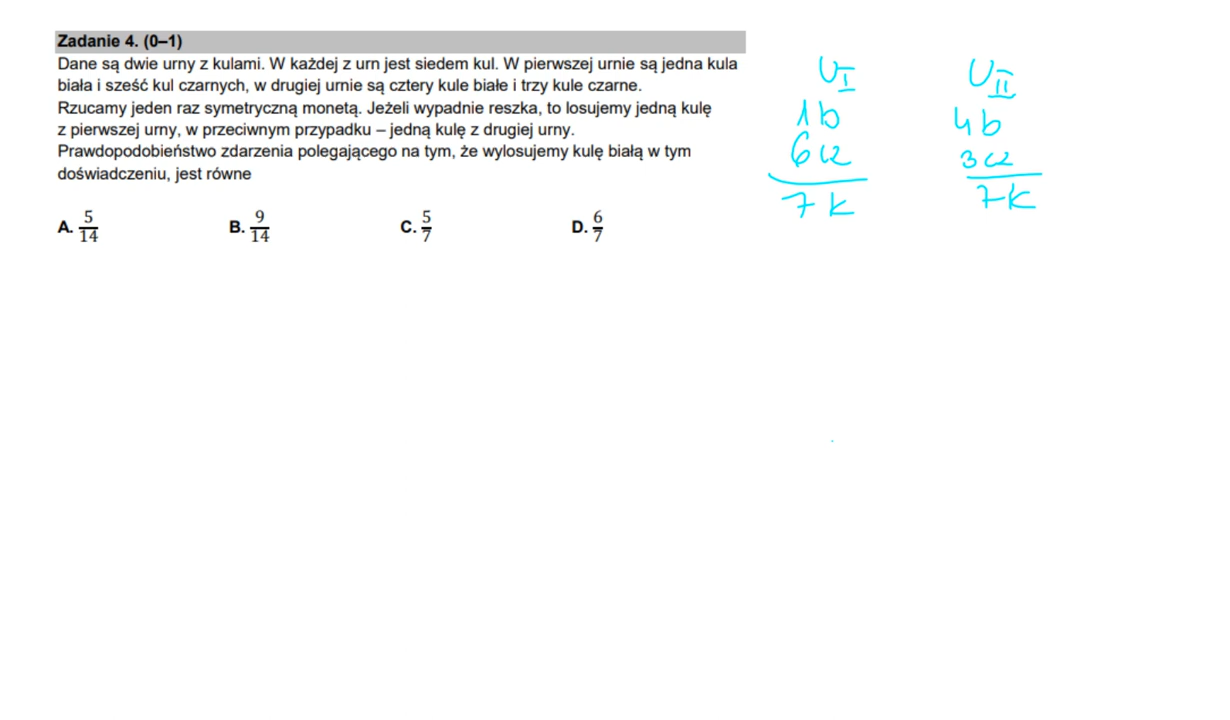 Zadanie 4. (0–1)
Dane są dwie urny z kulami. W każdej z urn jest siedem kul. W pierwszej urnie są jedna kula
biała i sześć kul czarnych, w drugiej urnie są cztery kule białe i trzy kule czarne.
Rzucamy jeden raz symetryczną monetą. Jeżeli wypadnie reszka, to losujemy jedną kulę
z pierwszej urny, w przeciwnym przypadku – jedną kulę z drugiej urny.
Prawdopodobieństwo zdarzenia polegającego na tym, że wylosujemy kulę białą w tym
doświadczeniu, jest równe
A. 5/14 B. 9/14 C. 5/7 D. 6/7
U I U II
1b 4b
6cz 3cz
7k 7k